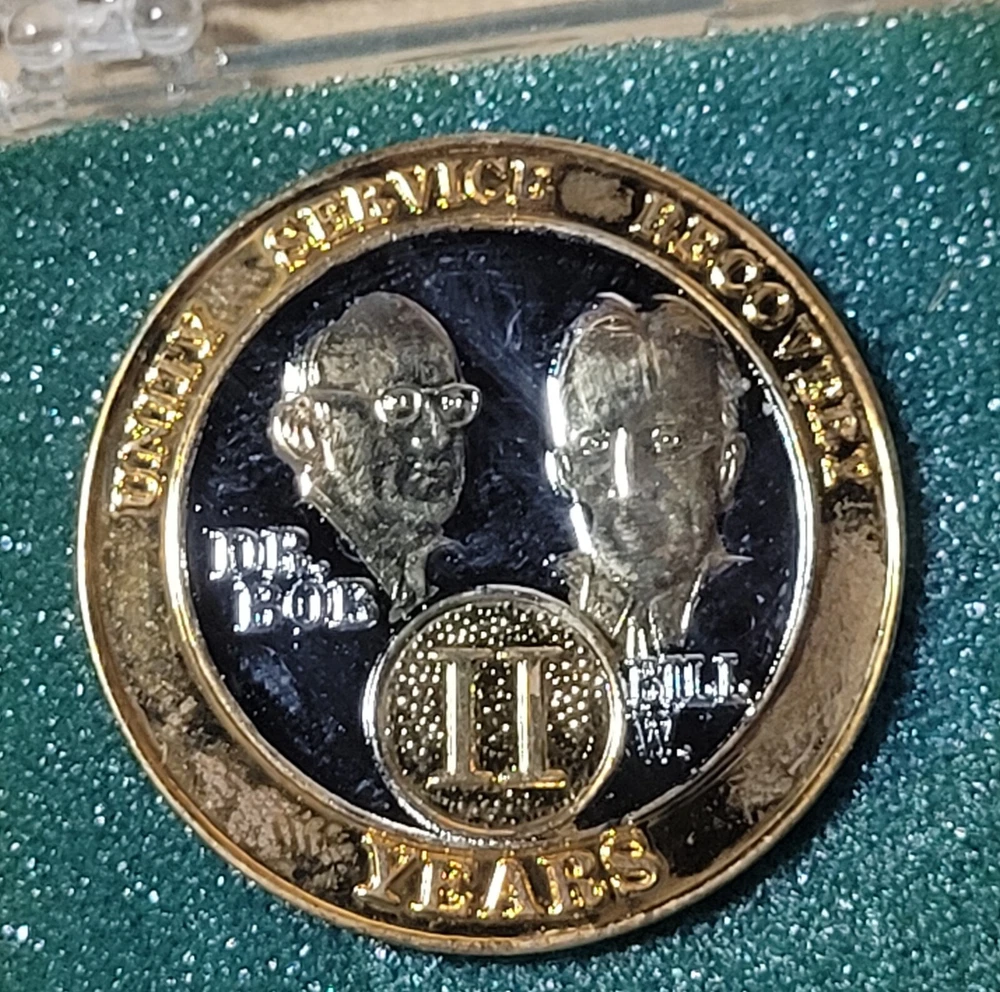 UNITY SERVICE RECOVERY
DR.
BOB
BILL
W.
II
YEARS